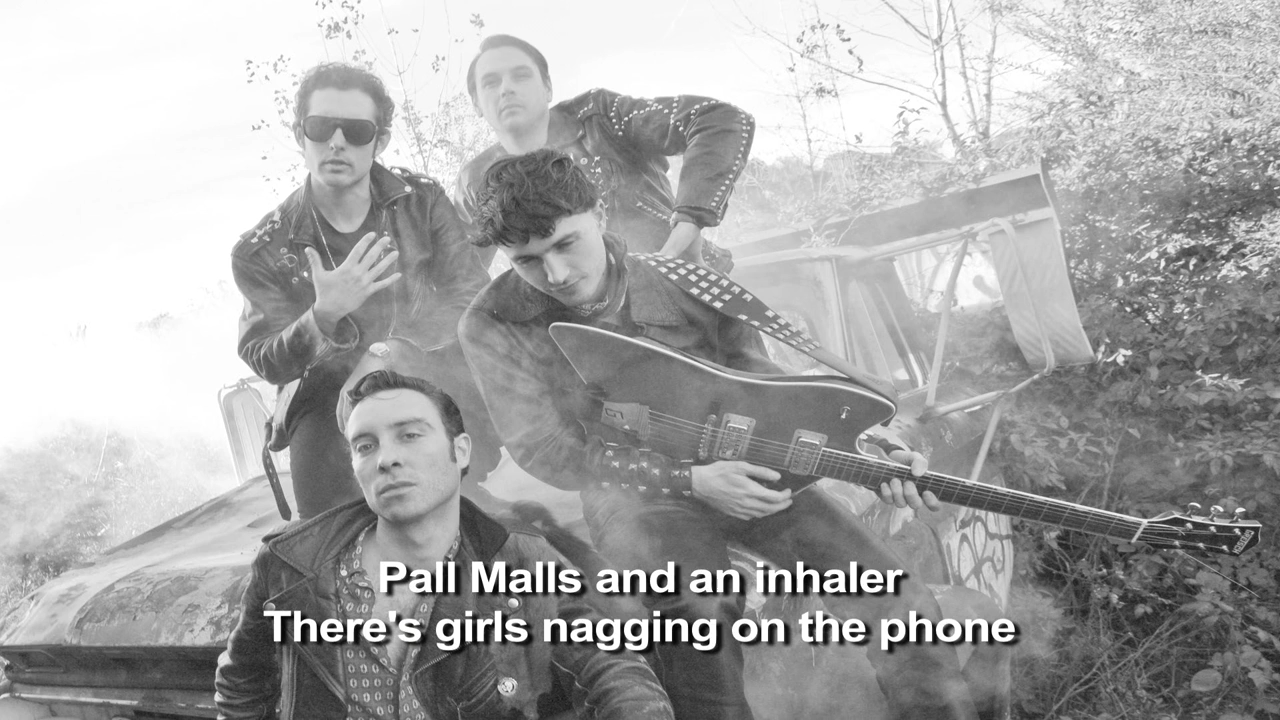 Pall Malls and an inhaler
There's girls nagging on the phone